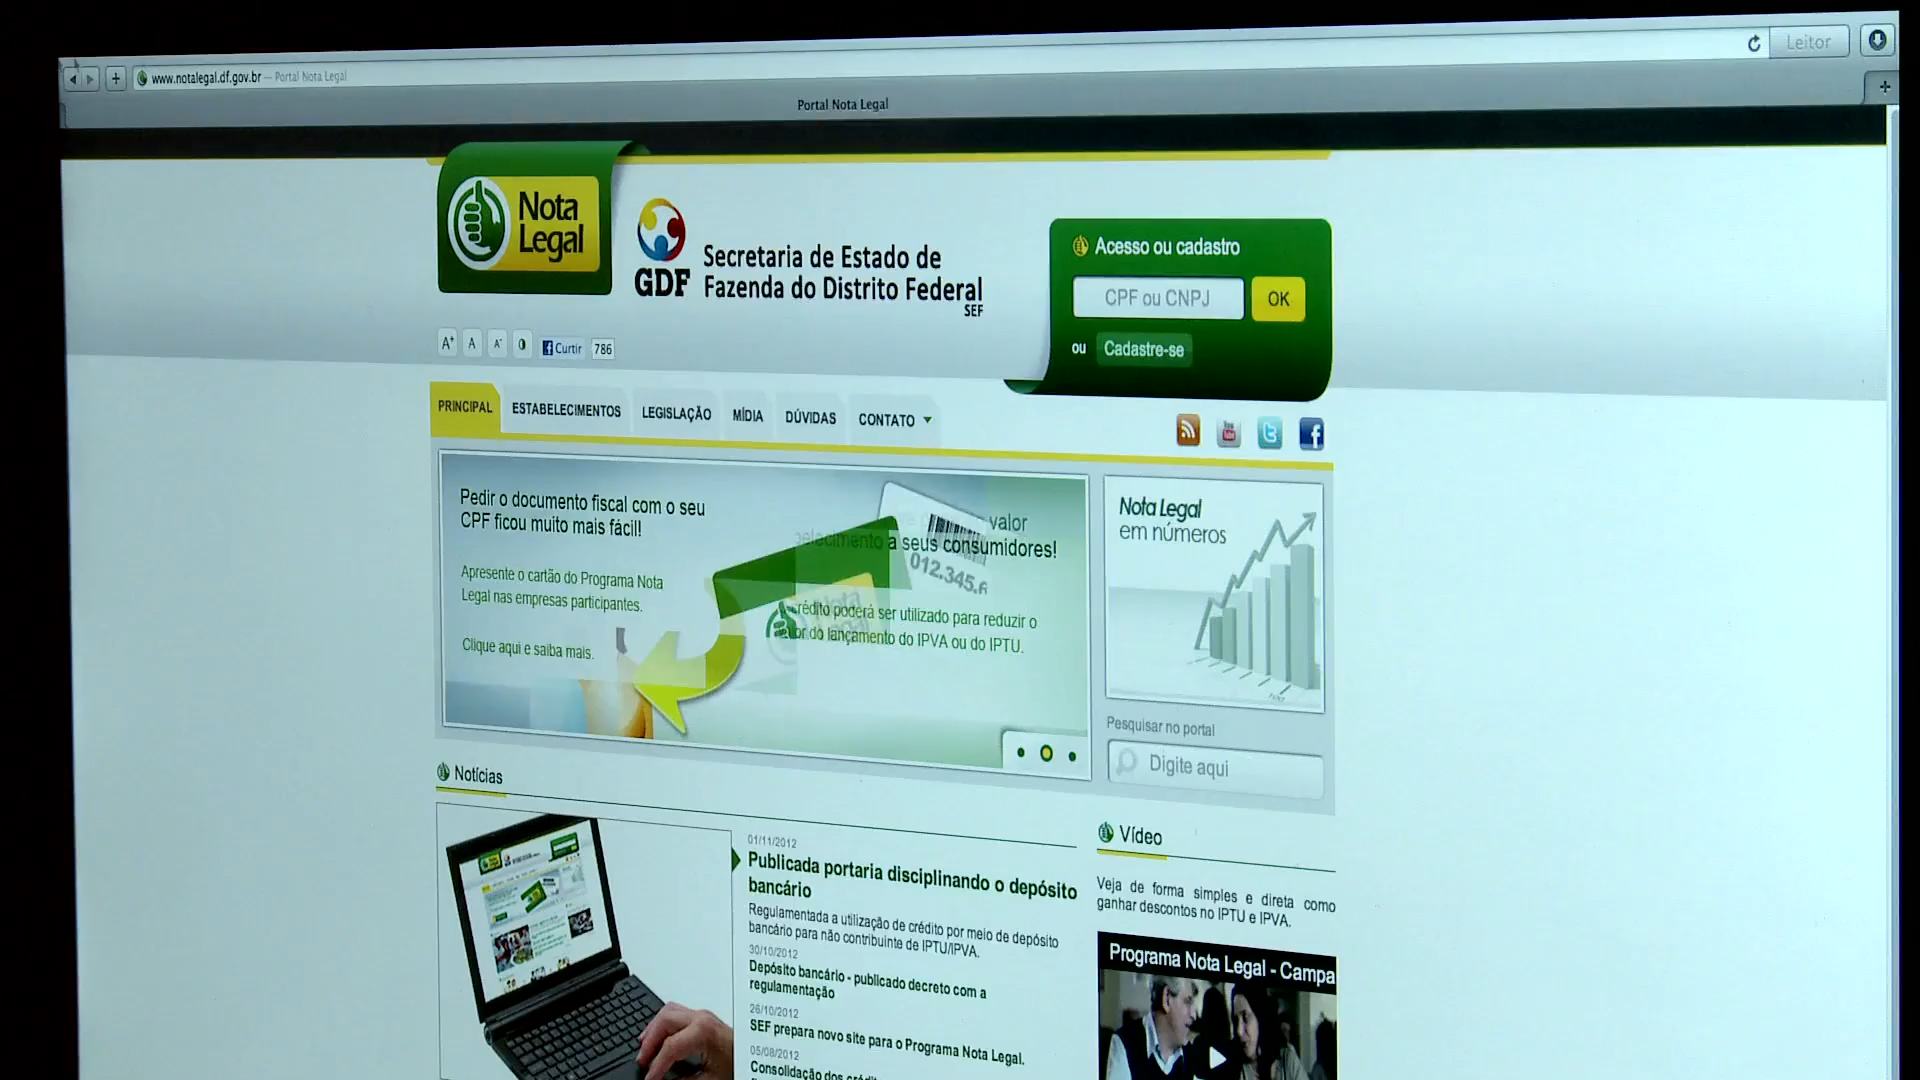 Leitor
www.notalegal.df.gov.br — Portal Nota Legal
Portal Nota Legal
Nota
Legal
GDF
Secretaria de Estado de
Fazenda do Distrito Federal
SEF
Acesso ou cadastro
CPF ou CNPJ
OK
ou
Cadastre-se
A+ A A-
Curtir 786
PRINCIPAL
ESTABELECIMENTOS
LEGISLAÇÃO
MÍDIA
DÚVIDAS
CONTATO
Pedir o documento fiscal com o seu
CPF ficou muito mais fácil!
Apresente o cartão do Programa Nota
Legal nas empresas participantes.
Clique aqui e saiba mais.
valor
a seus consumidores!
012.345.6
crédito poderá ser utilizado para reduzir o
do lançamento do IPVA ou do IPTU.
Nota Legal
em números
Pesquisar no portal
Digite aqui
Notícias
01/11/2012
Publicada portaria disciplinando o depósito
bancário
Regulamentada a utilização de crédito por meio de depósito
bancário para não contribuinte de IPTU/IPVA.
30/10/2012
Depósito bancário - publicado decreto com a
regulamentação
26/10/2012
SEF prepara novo site para o Programa Nota Legal.
05/08/2012
Consolidação dos
Vídeo
Veja de forma simples e direta como
ganhar descontos no IPTU e IPVA.
Programa Nota Legal - Campa